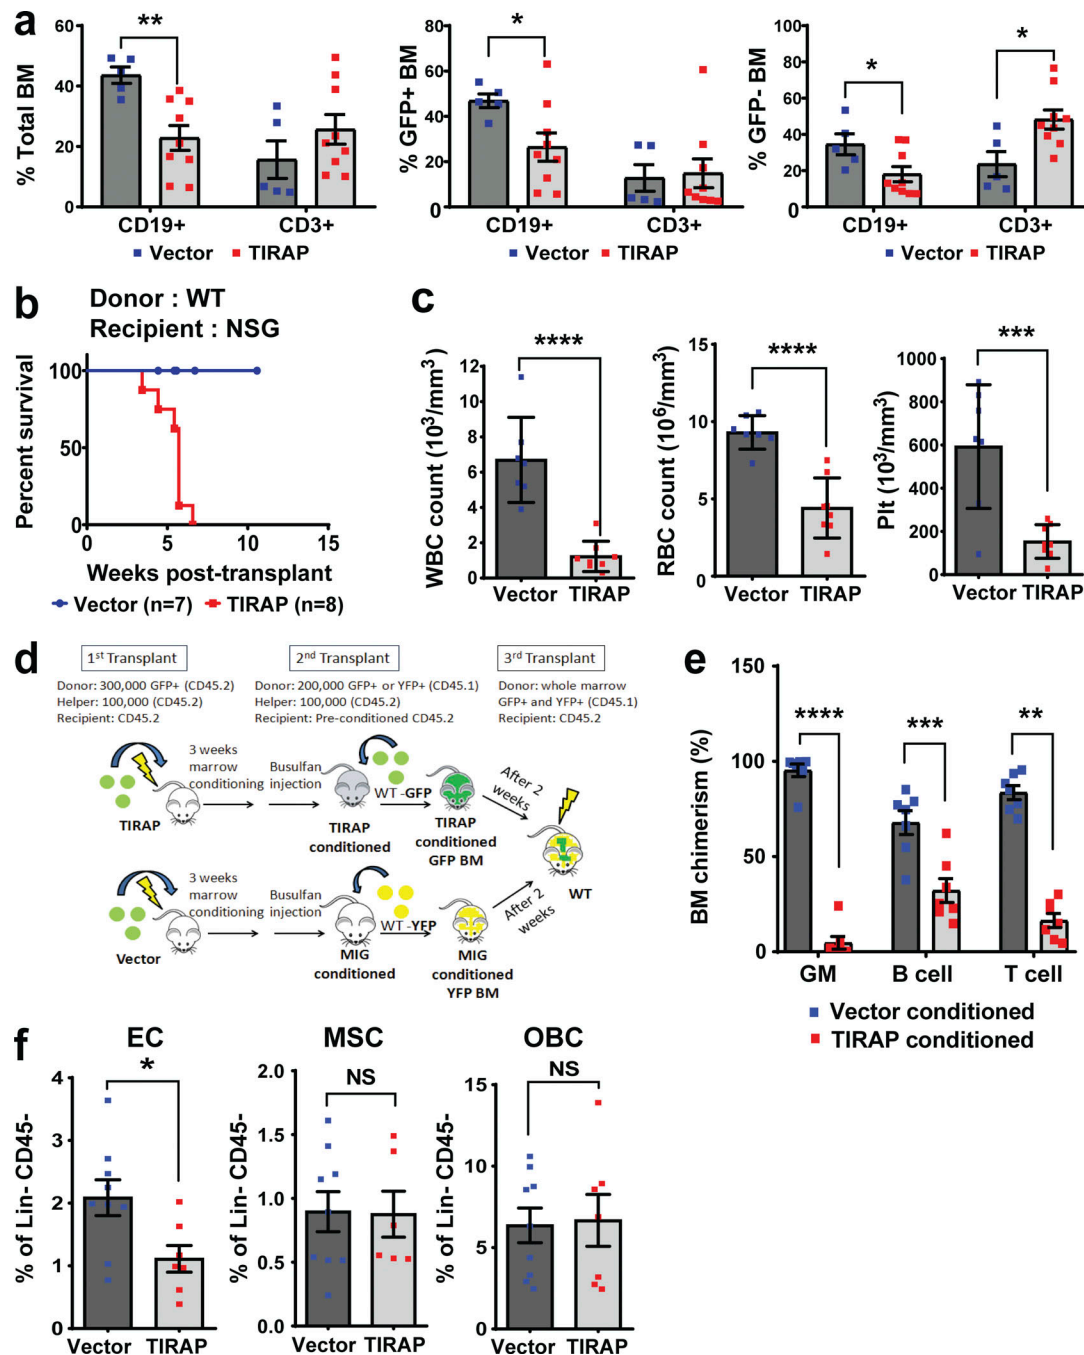 a
% Total BM
60
40
20
0
**
CD19+ CD3+
Vector TIRAP
% GFP+ BM
80
60
40
20
0
*
CD19+ CD3+
Vector TIRAP
% GFP- BM
100
80
60
40
20
0
*
*
CD19+ CD3+
Vector TIRAP
b
Donor : WT
Recipient : NSG
Percent survival
100
50
0
0 5 10 15
Weeks post-transplant
Vector (n=7) TIRAP (n=8)
c
WBC count (10³/mm³)
12
10
8
6
4
2
0
****
Vector TIRAP
RBC count (10⁶/mm³)
15
10
5
0
****
Vector TIRAP
Plt (10³/mm³)
1000
800
600
400
200
0
***
Vector TIRAP
d
1st Transplant
Donor: 300,000 GFP+ (CD45.2)
Helper: 100,000 (CD45.2)
Recipient: CD45.2
2nd Transplant
Donor: 200,000 GFP+ or YFP+ (CD45.1)
Helper: 100,000 (CD45.2)
Recipient: Pre-conditioned CD45.2
3rd Transplant
Donor: whole marrow
GFP+ and YFP+ (CD45.1)
Recipient: CD45.2
TIRAP
3 weeks
marrow
conditioning
Busulfan
injection
TIRAP
conditioned
WT -GFP
TIRAP
conditioned
GFP BM
After 2
weeks
WT
Vector
3 weeks
marrow
conditioning
Busulfan
injection
MIG
conditioned
WT -YFP
MIG
conditioned
YFP BM
After 2
weeks
e
BM chimerism (%)
150
100
50
0
****
***
**
GM B cell T cell
Vector conditioned
TIRAP conditioned
f
EC
% of Lin- CD45-
4
3
2
1
0
*
Vector TIRAP
MSC
% of Lin- CD45-
2.0
1.5
1.0
0.5
0.0
NS
Vector TIRAP
OBC
% of Lin- CD45-
15
10
5
0
NS
Vector TIRAP